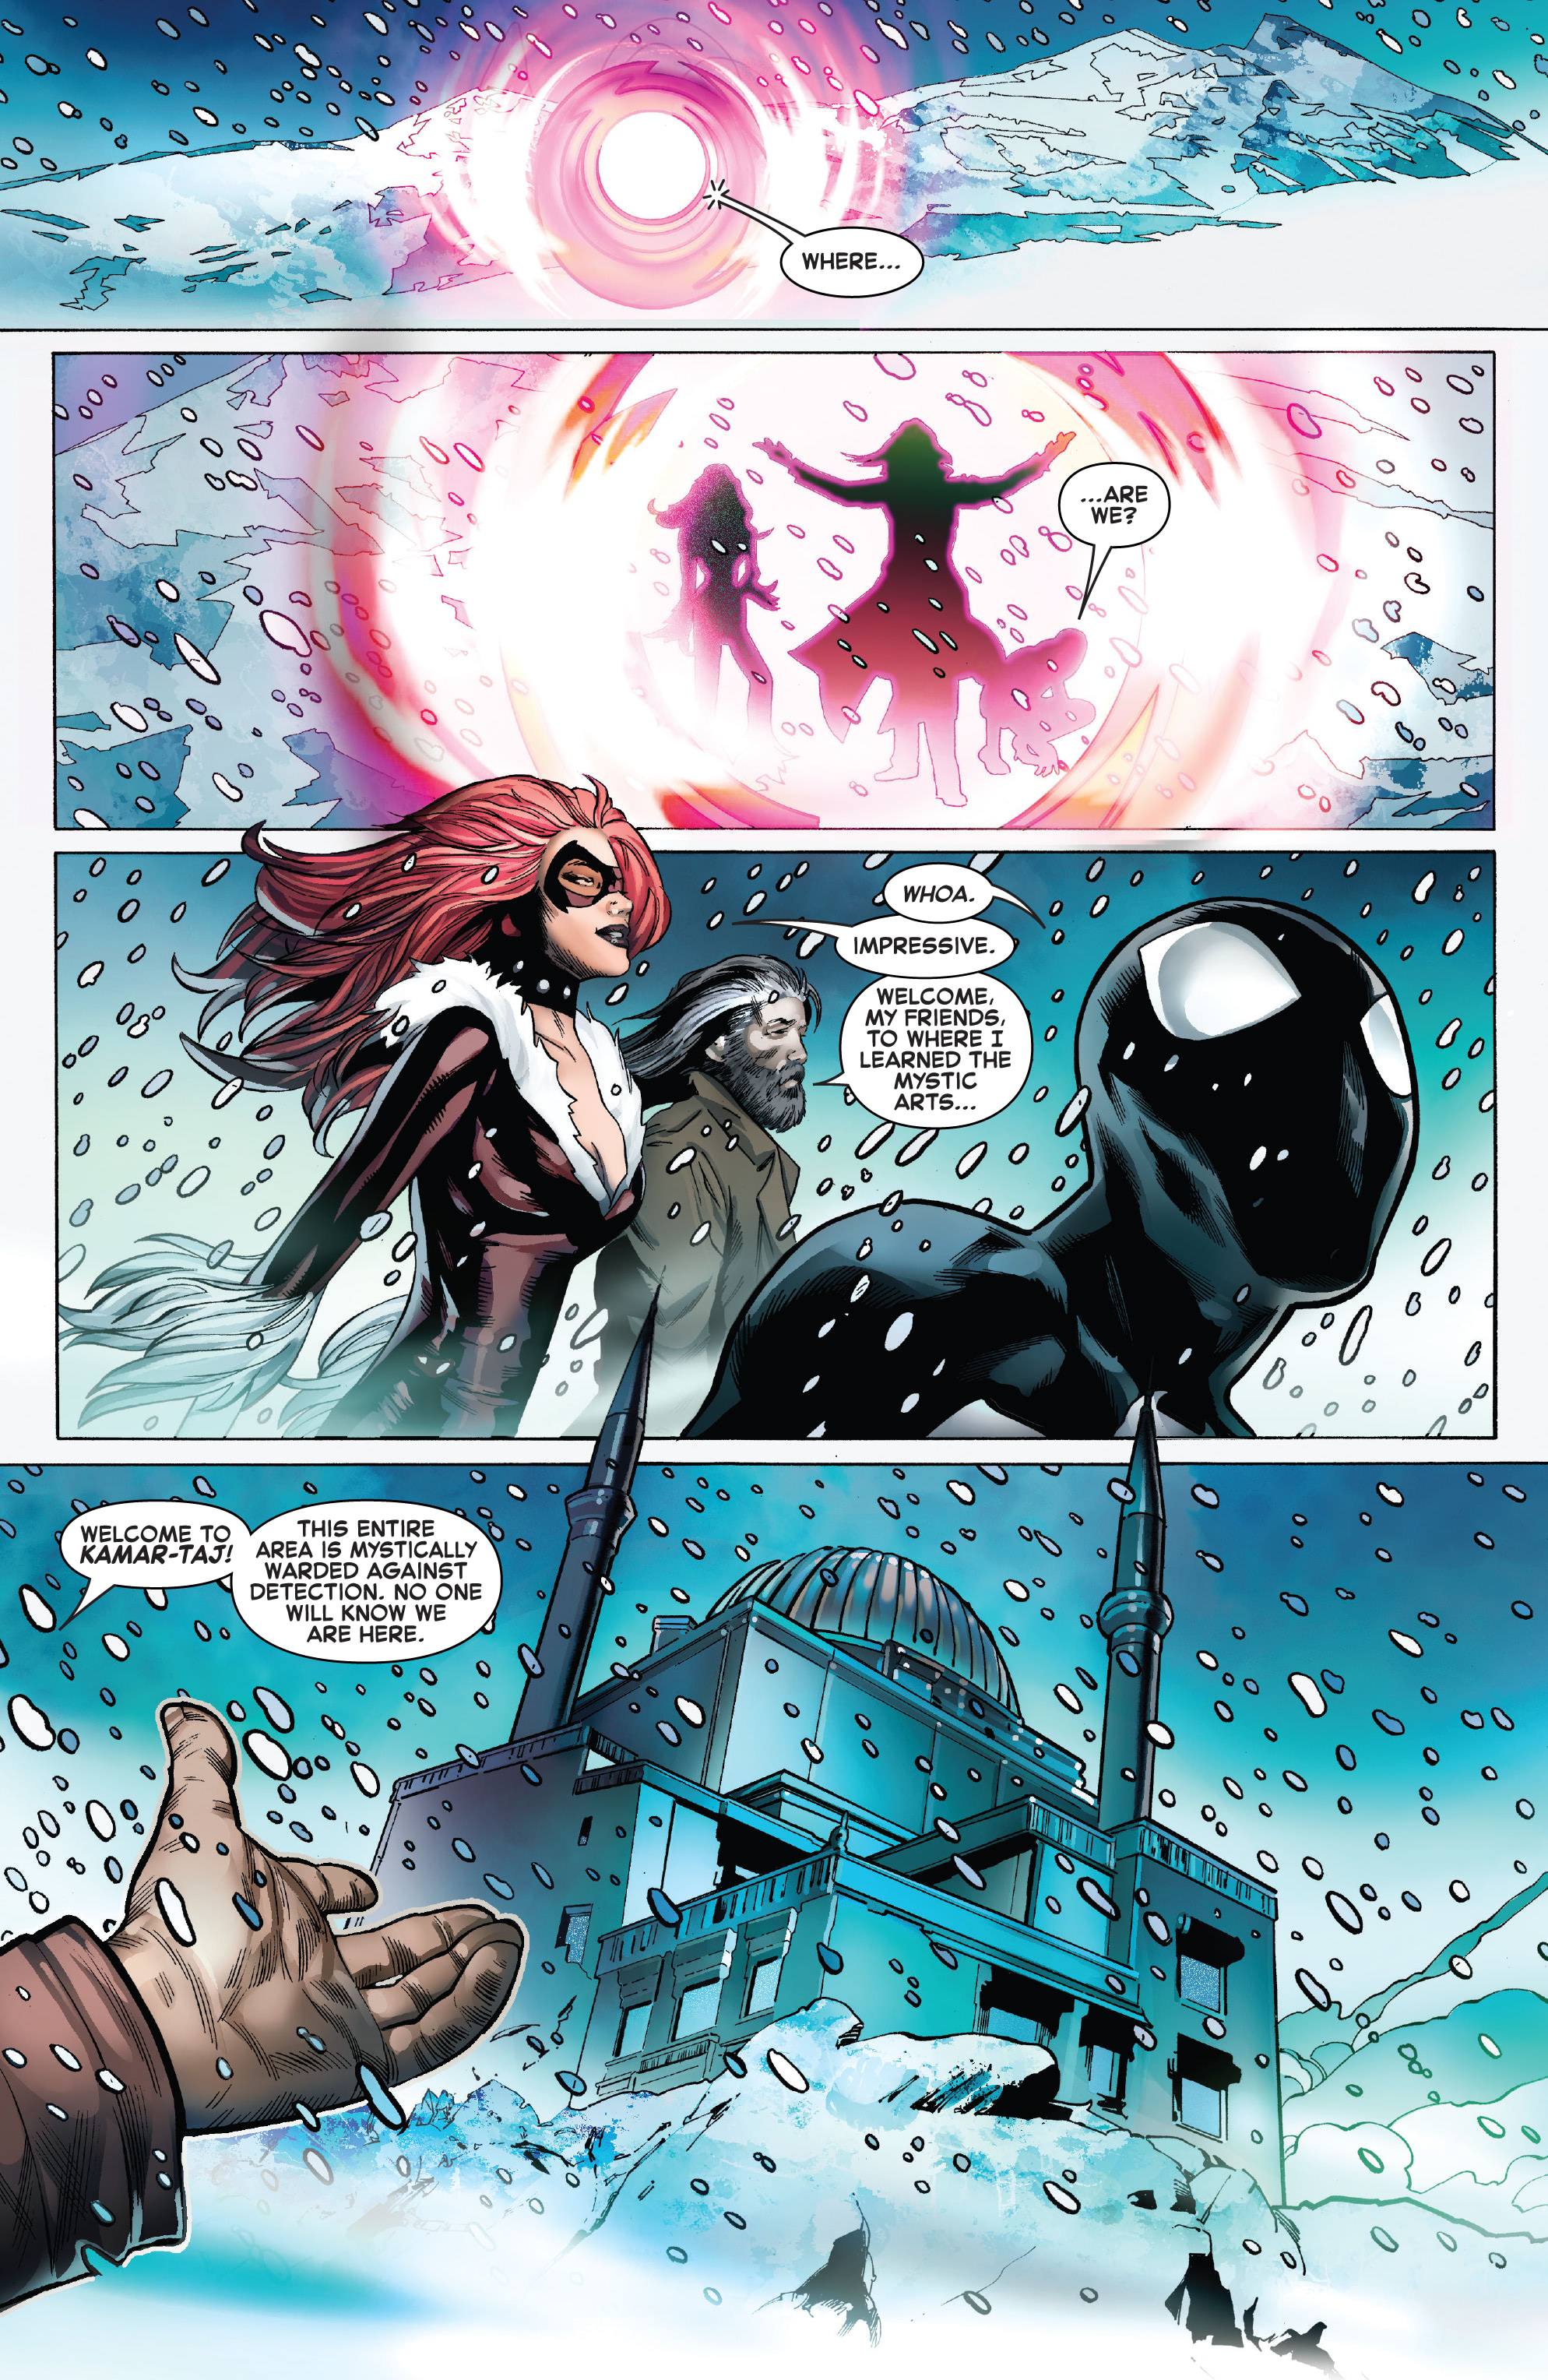 WHERE...
...ARE
WE?
WHOA.
IMPRESSIVE.
WELCOME,
MY FRIENDS,
TO WHERE I
LEARNED THE
MYSTIC
ARTS...
WELCOME TO
KAMAR-TAJ!
THIS ENTIRE
AREA IS MYSTICALLY
WARDED AGAINST
DETECTION. NO ONE
WILL KNOW WE
ARE HERE.